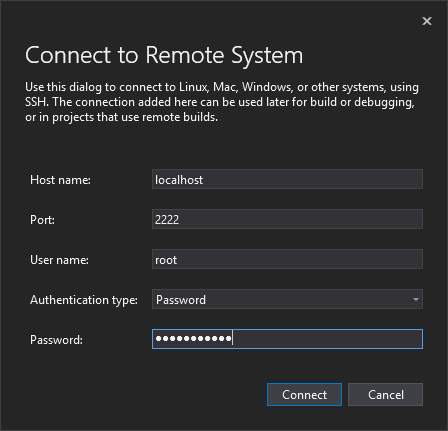 Connect to Remote System
Use this dialog to connect to Linux, Mac, Windows, or other systems, using
SSH. The connection added here can be used later for build or debugging,
or in projects that use remote builds.
Host name: localhost
Port: 2222
User name: root
Authentication type: Password
Password: ●●●●●●●●●●●
Connect Cancel